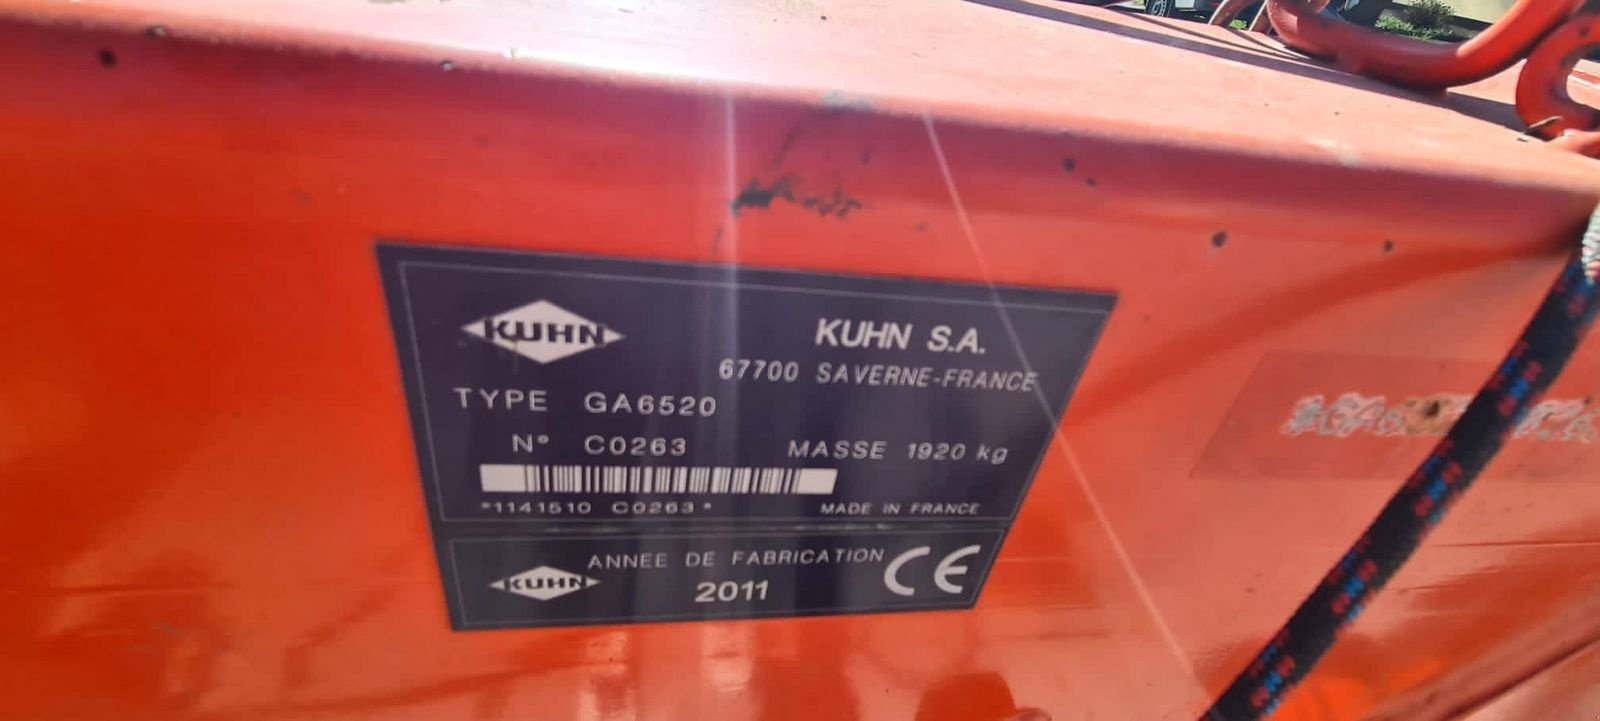 KUHN
KUHN S.A.
67700 SAVERNE-FRANCE
TYPE GA6520
N° C0263 MASSE 1920 kg
*1141510 C0263*
MADE IN FRANCE
ANNEE DE FABRICATION
KUHN
2011
CE